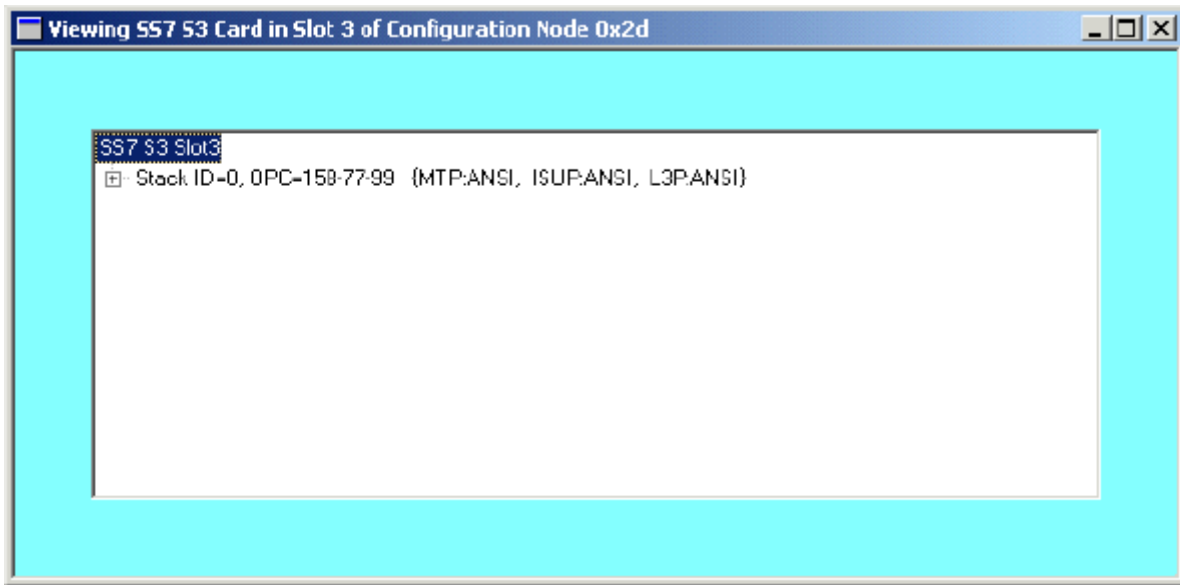 Viewing SS7 S3 Card in Slot 3 of Configuration Node 0x2d
SS7 S3 Slot3
Stack ID=0, OPC=158-77-99 {MTP:ANSI, ISUP:ANSI, L3P:ANSI}